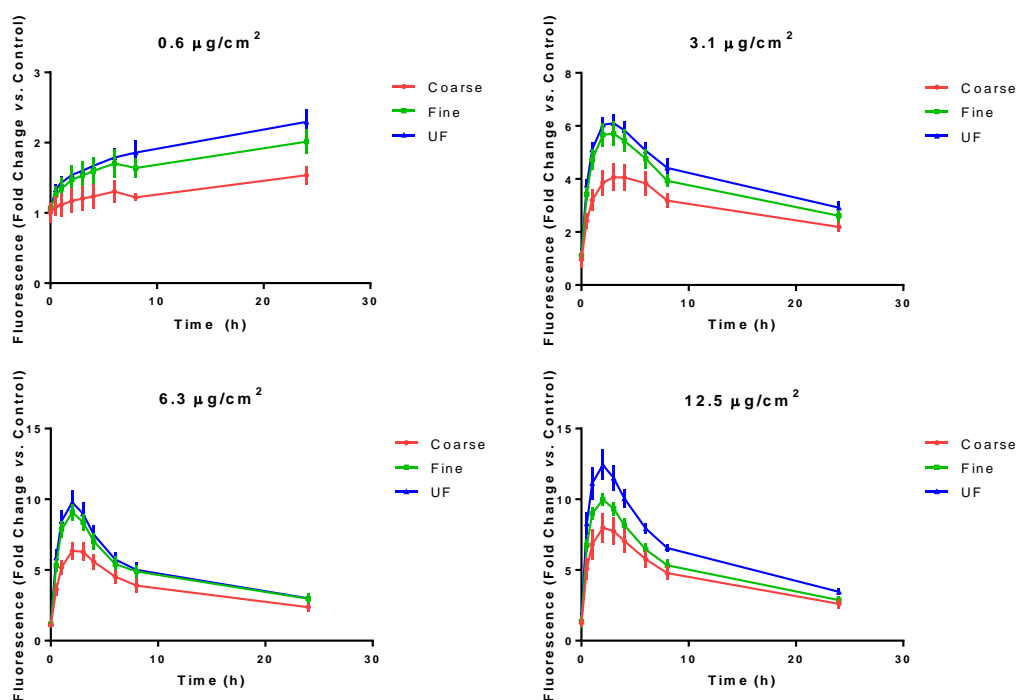 0.6 μg/cm²
Fluorescence (Fold Change vs. Control)
3
2
1
0
0 10 20 30
Time (h)
Coarse
Fine
UF
3.1 μg/cm²
Fluorescence (Fold Change vs. Control)
8
6
4
2
0
0 10 20 30
Time (h)
Coarse
Fine
UF
6.3 μg/cm²
Fluorescence (Fold Change vs. Control)
15
10
5
0
0 10 20 30
Time (h)
Coarse
Fine
UF
12.5 μg/cm²
Fluorescence (Fold Change vs. Control)
15
10
5
0
0 10 20 30
Time (h)
Coarse
Fine
UF